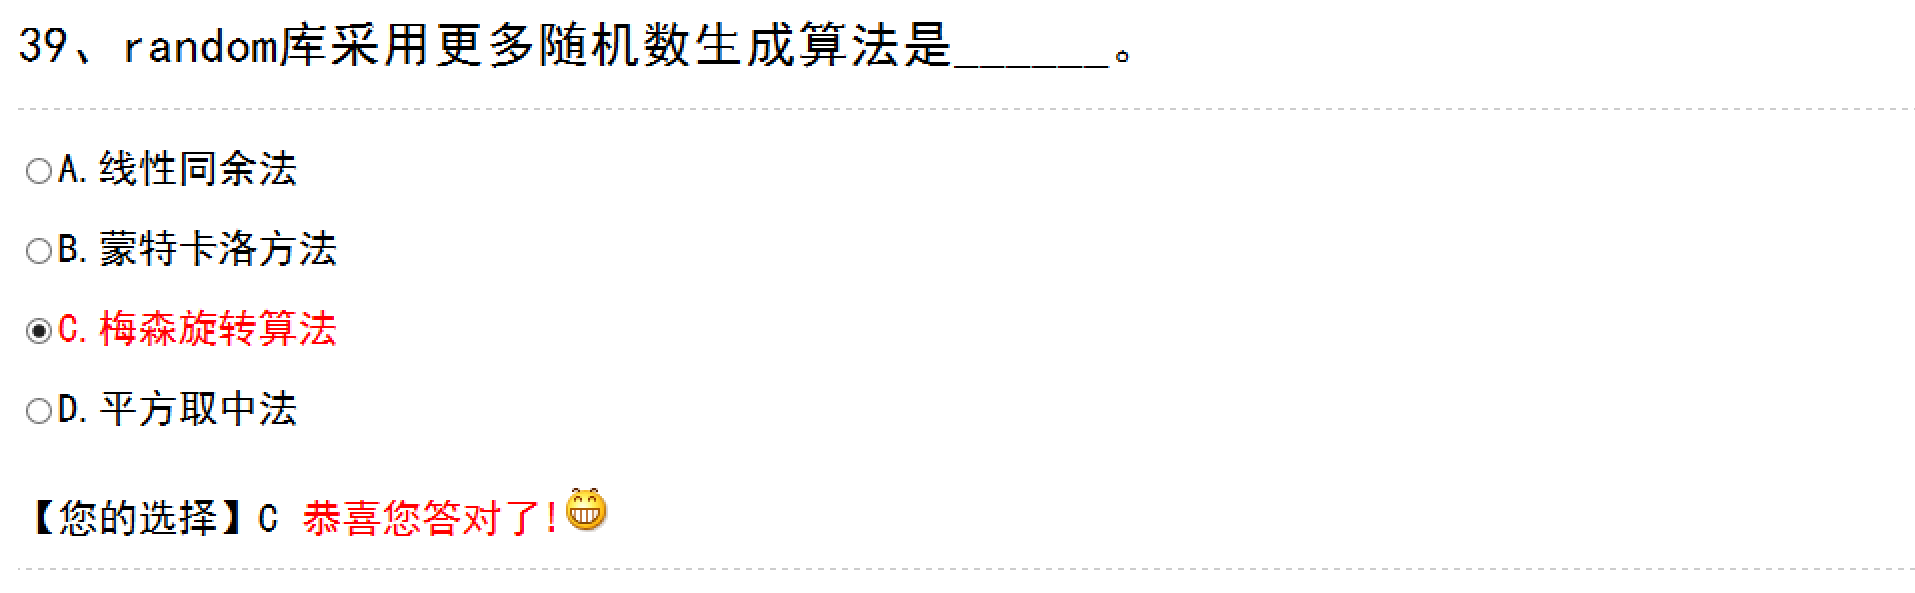 39、random库采用更多随机数生成算法是______。
A. 线性同余法
B. 蒙特卡洛方法
C. 梅森旋转算法
D. 平方取中法
【您的选择】C 恭喜您答对了!